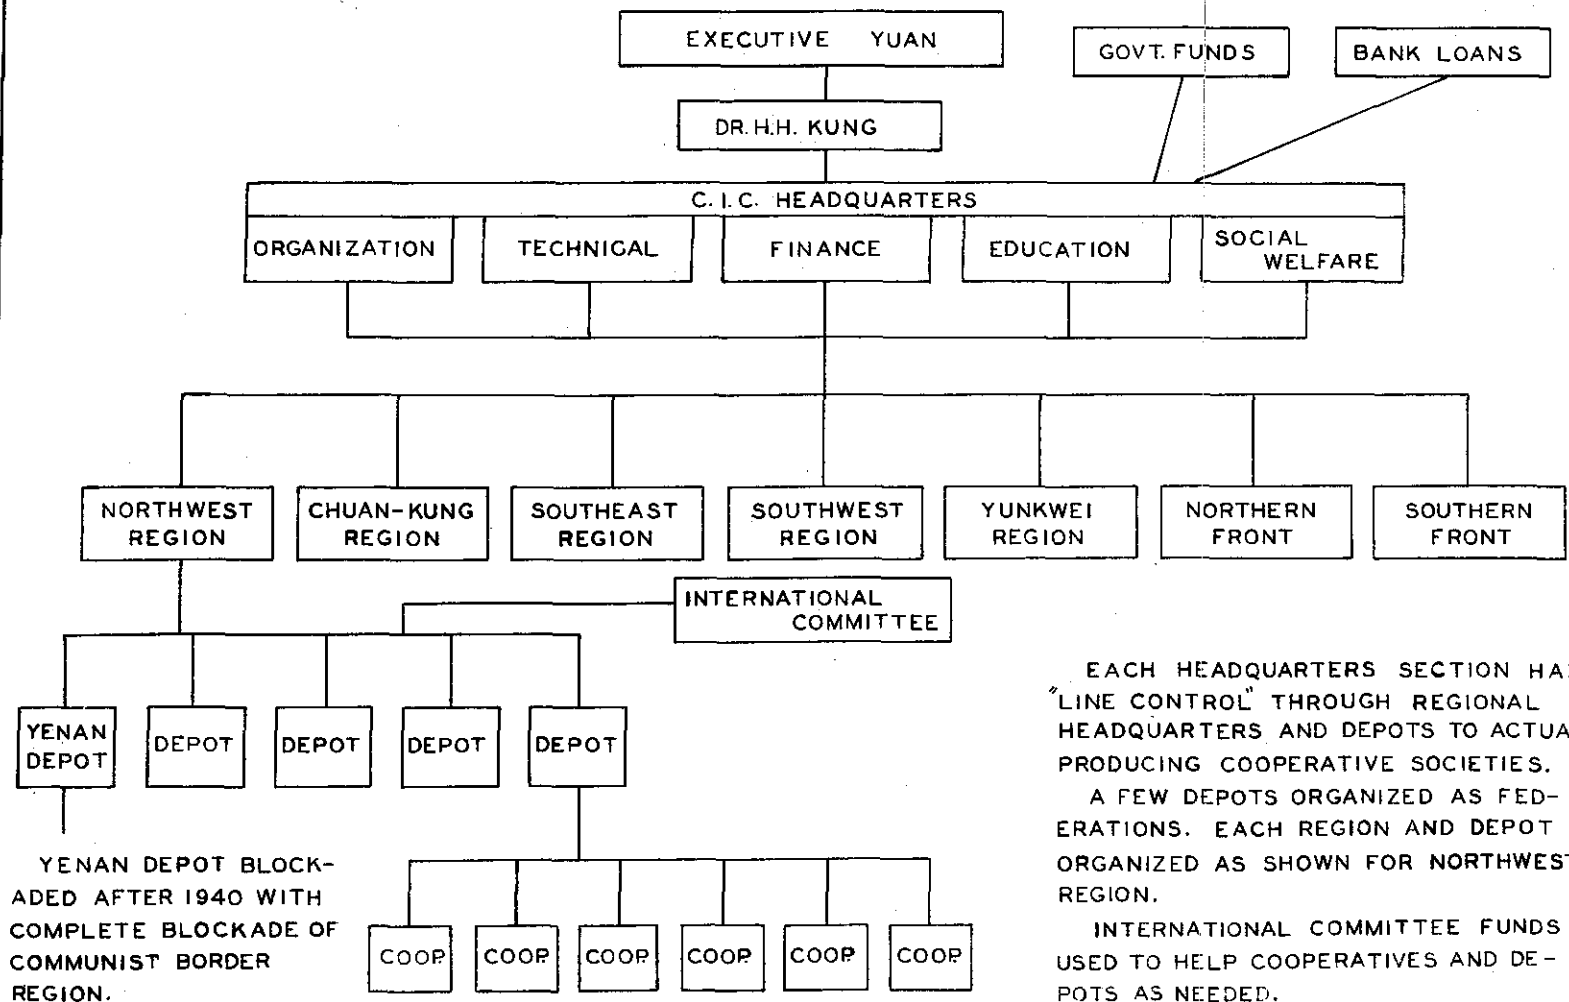 EXECUTIVE YUAN
GOVT. FUNDS
BANK LOANS
DR. H.H. KUNG
C. I. C. HEADQUARTERS
ORGANIZATION
TECHNICAL
FINANCE
EDUCATION
SOCIAL
WELFARE
NORTHWEST
REGION
CHUAN-KUNG
REGION
SOUTHEAST
REGION
SOUTHWEST
REGION
YUNKWEI
REGION
NORTHERN
FRONT
SOUTHERN
FRONT
INTERNATIONAL
COMMITTEE
YENAN
DEPOT
DEPOT
DEPOT
DEPOT
DEPOT
YENAN DEPOT BLOCK-
ADED AFTER 1940 WITH
COMPLETE BLOCKADE OF
COMMUNIST BORDER
REGION.
COOP.
COOP.
COOP.
COOP.
COOP.
COOP.
EACH HEADQUARTERS SECTION
"LINE CONTROL" THROUGH REGIONAL
HEADQUARTERS AND DEPOTS TO
PRODUCING COOPERATIVE SOCIETIES.
A FEW DEPOTS ORGANIZED AS FED-
ERATIONS. EACH REGION AND DEPOT
ORGANIZED AS SHOWN FOR NORTHWEST
REGION.
INTERNATIONAL COMMITTEE FUNDS
USED TO HELP COOPERATIVES AND DE-
POTS AS NEEDED.